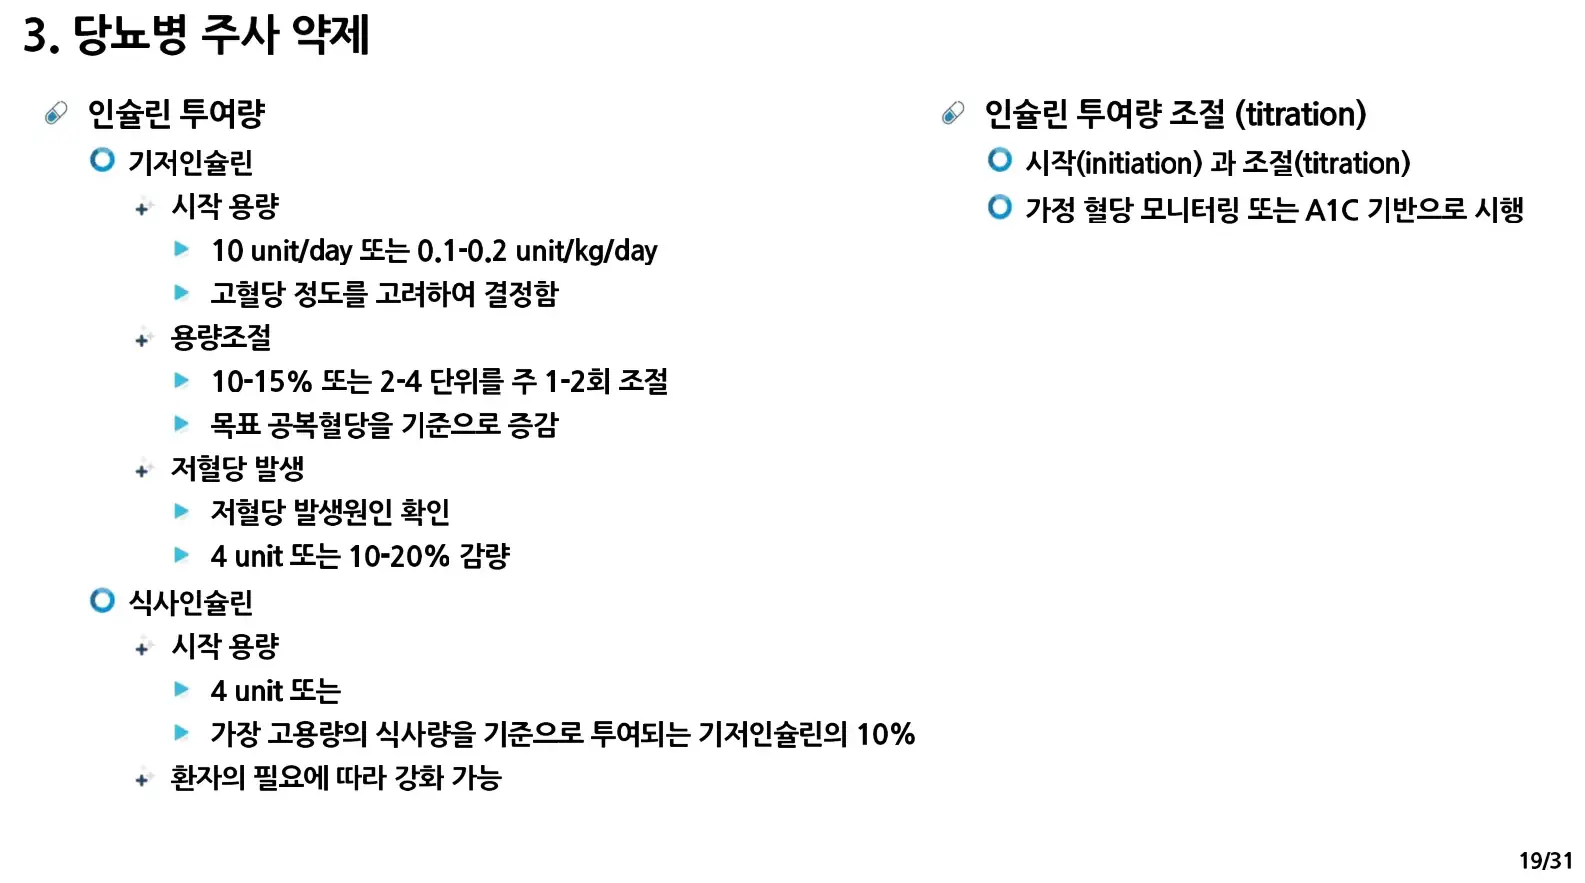 3. 당뇨병 주사 약제
인슐린 투여량
기저인슐린
시작 용량
10 unit/day 또는 0.1-0.2 unit/kg/day
고혈당 정도를 고려하여 결정함
용량조절
10-15% 또는 2-4 단위를 주 1-2회 조절
목표 공복혈당을 기준으로 증감
저혈당 발생
저혈당 발생원인 확인
4 unit 또는 10-20% 감량
식사인슐린
시작 용량
4 unit 또는
가장 고용량의 식사량을 기준으로 투여되는 기저인슐린의 10%
환자의 필요에 따라 강화 가능
인슐린 투여량 조절 (titration)
시작(initiation) 과 조절(titration)
가정 혈당 모니터링 또는 A1C 기반으로 시행
19/31